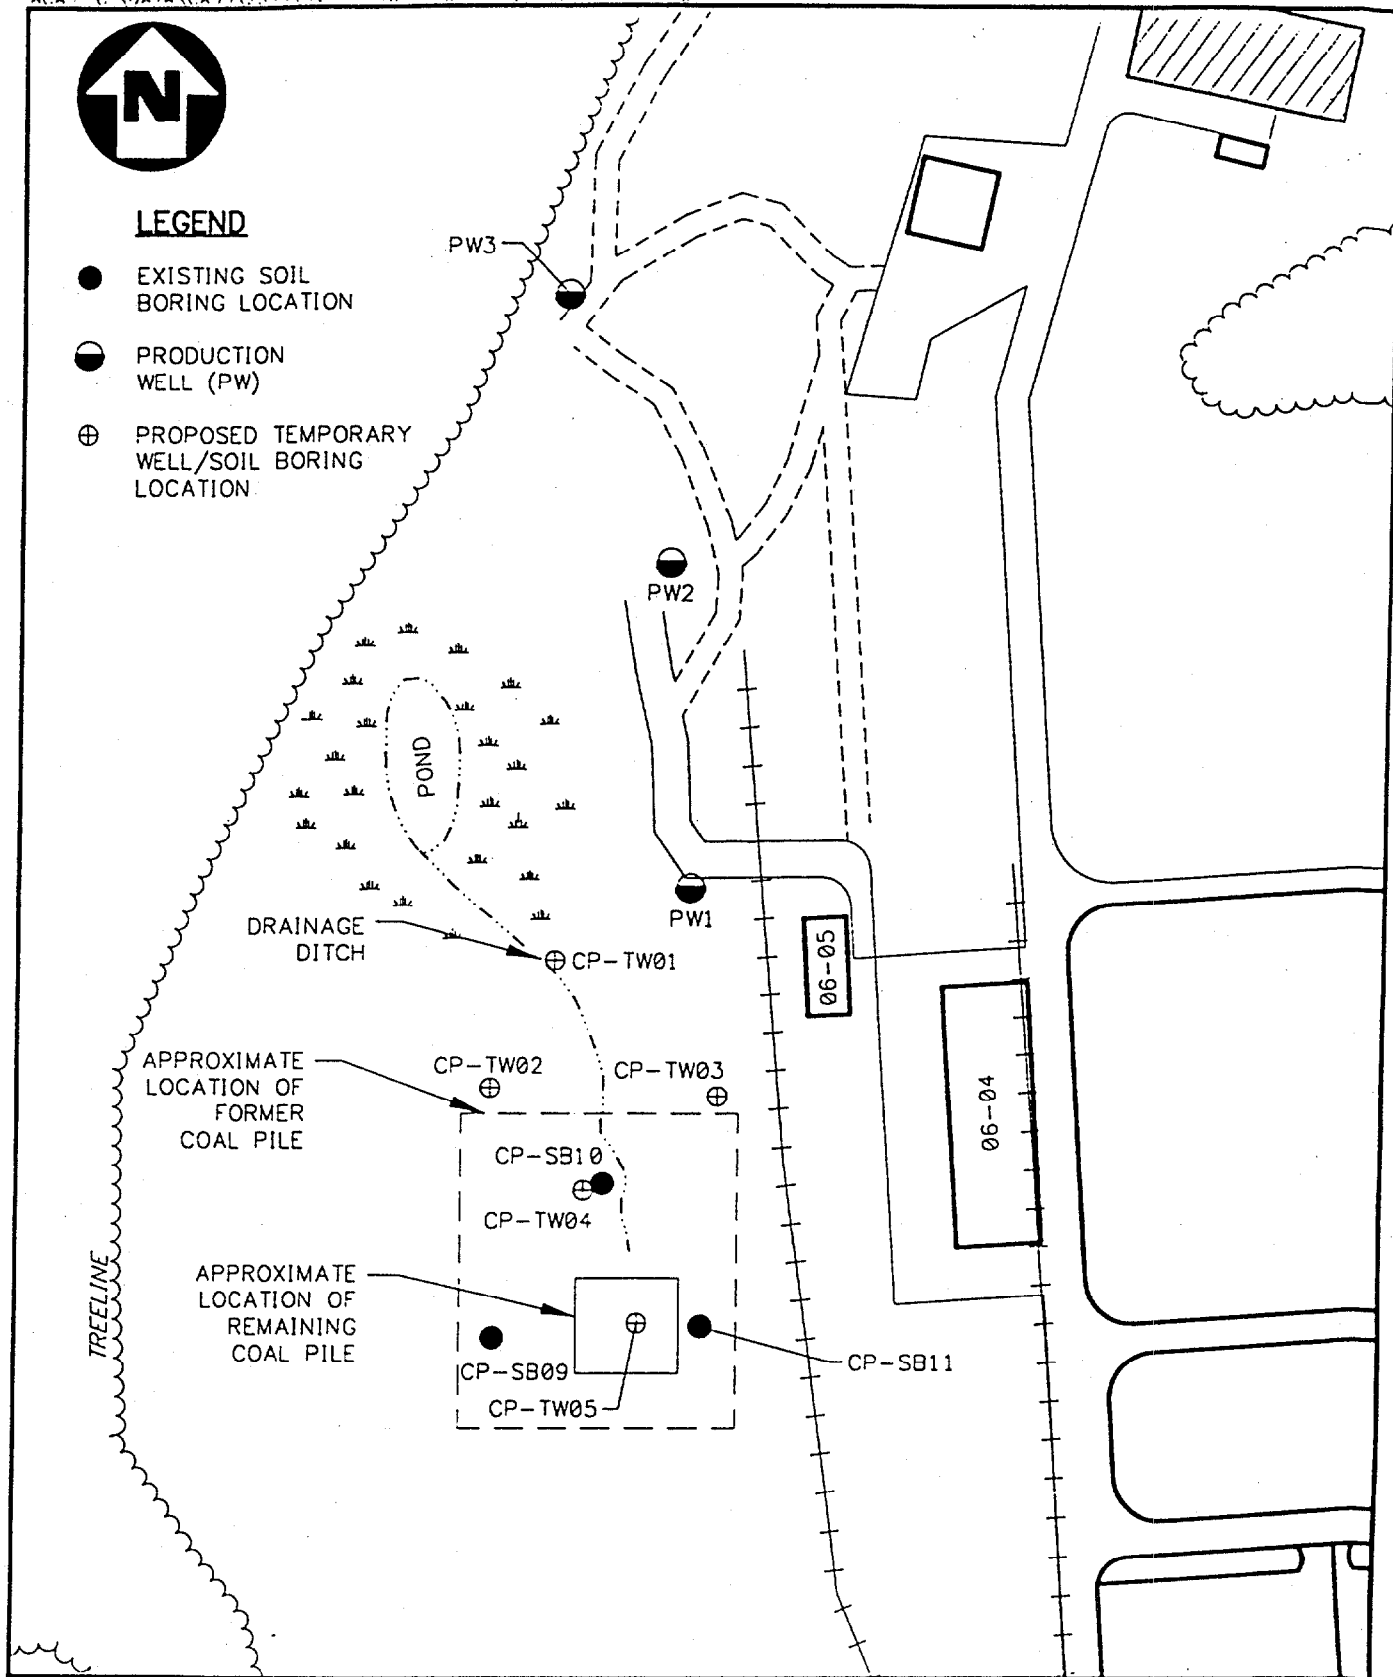 N
LEGEND
EXISTING SOIL
BORING LOCATION
PRODUCTION
WELL (PW)
PROPOSED TEMPORARY
WELL/SOIL BORING
LOCATION
PW3
PW2
POND
PW1
DRAINAGE
DITCH
CP-TW01
06-05
APPROXIMATE
LOCATION OF
FORMER
COAL PILE
CP-TW02
CP-TW03
06-04
CP-SB10
CP-TW04
TREELINE
APPROXIMATE
LOCATION OF
REMAINING
COAL PILE
CP-SB09
CP-SB11
CP-TW05